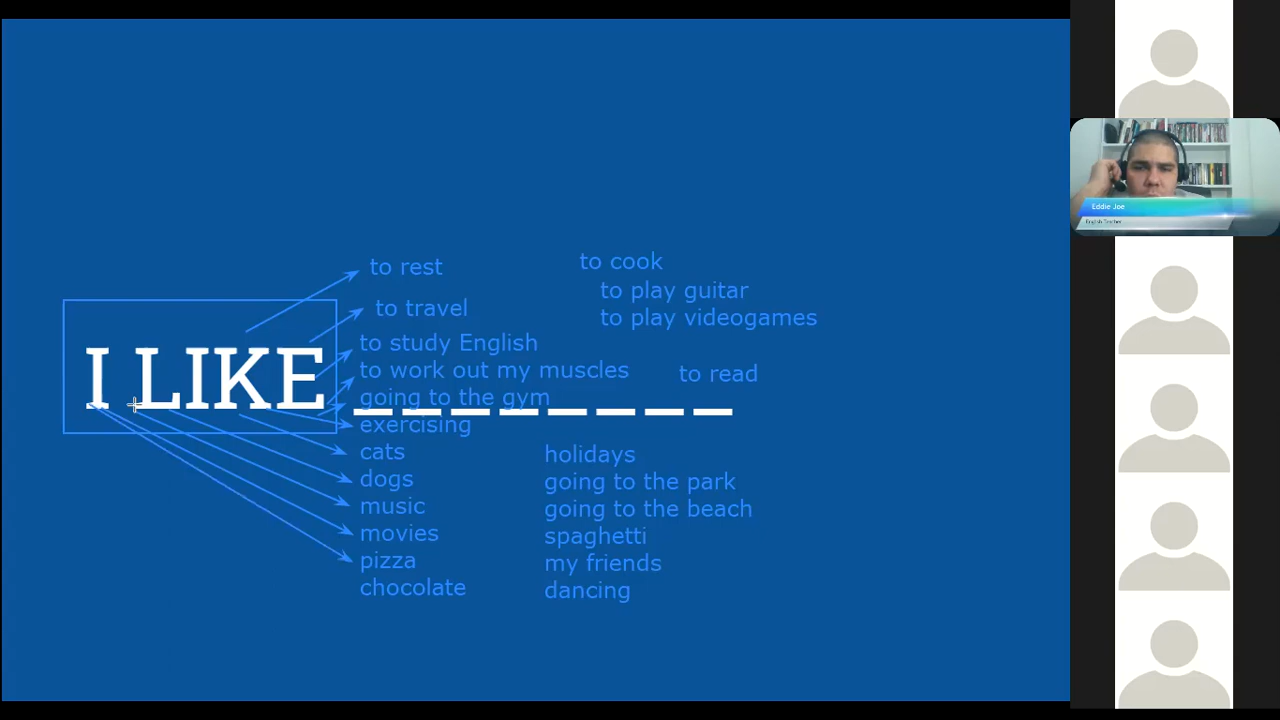 I LIKE
to rest
to travel
to study English
to work out my muscles
going to the gym
exercising
cats
dogs
music
movies
pizza
chocolate
to cook
to play guitar
to play videogames
to read
holidays
going to the park
going to the beach
spaghetti
my friends
dancing
Eddie Joe
English Teacher